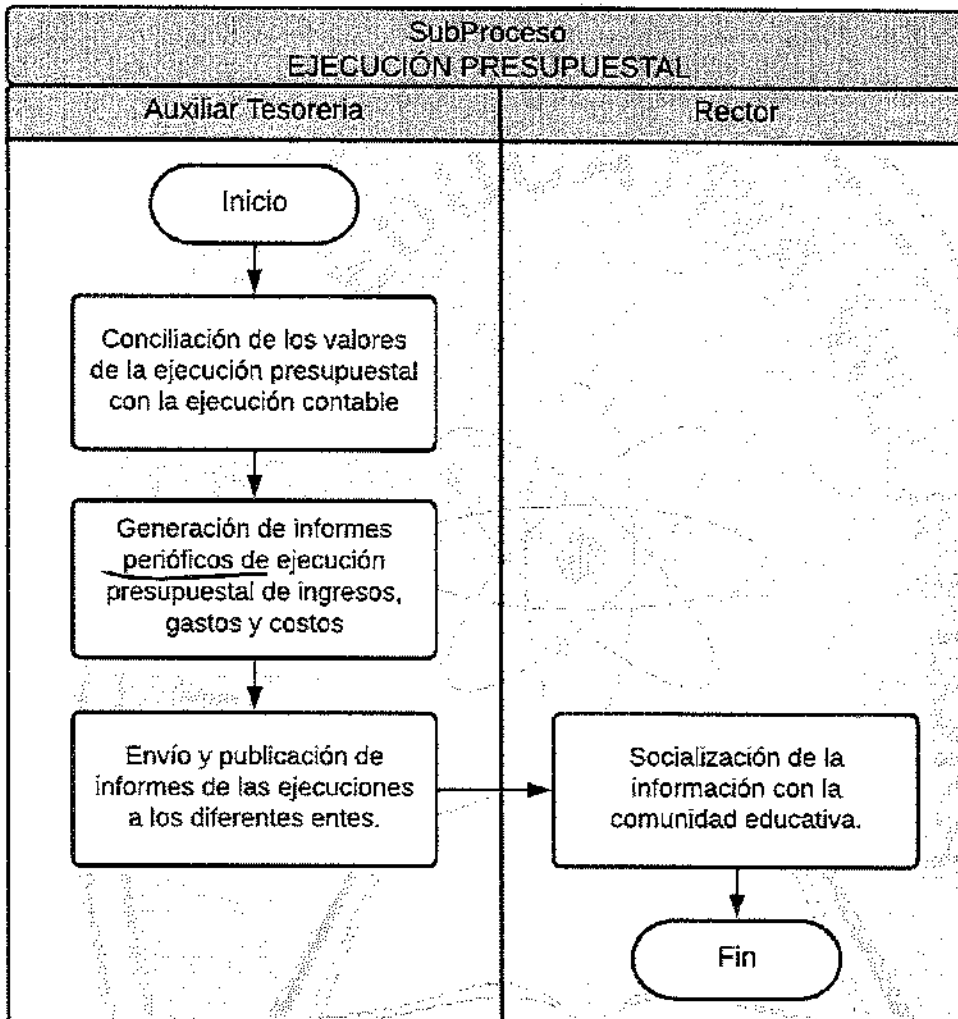 SubProceso
EJECUCIÓN PRESUPUESTAL
Auxiliar Tesoreria
Rector
Inicio
Conciliación de los valores
de la ejecución presupuestal
con la ejecución contable
Generación de informes
perióficos de ejecución
presupuestal de ingresos,
gastos y costos
Envío y publicación de
informes de las ejecuciones
a los diferentes entes.
Socialización de la
información con la
comunidad educativa.
Fin